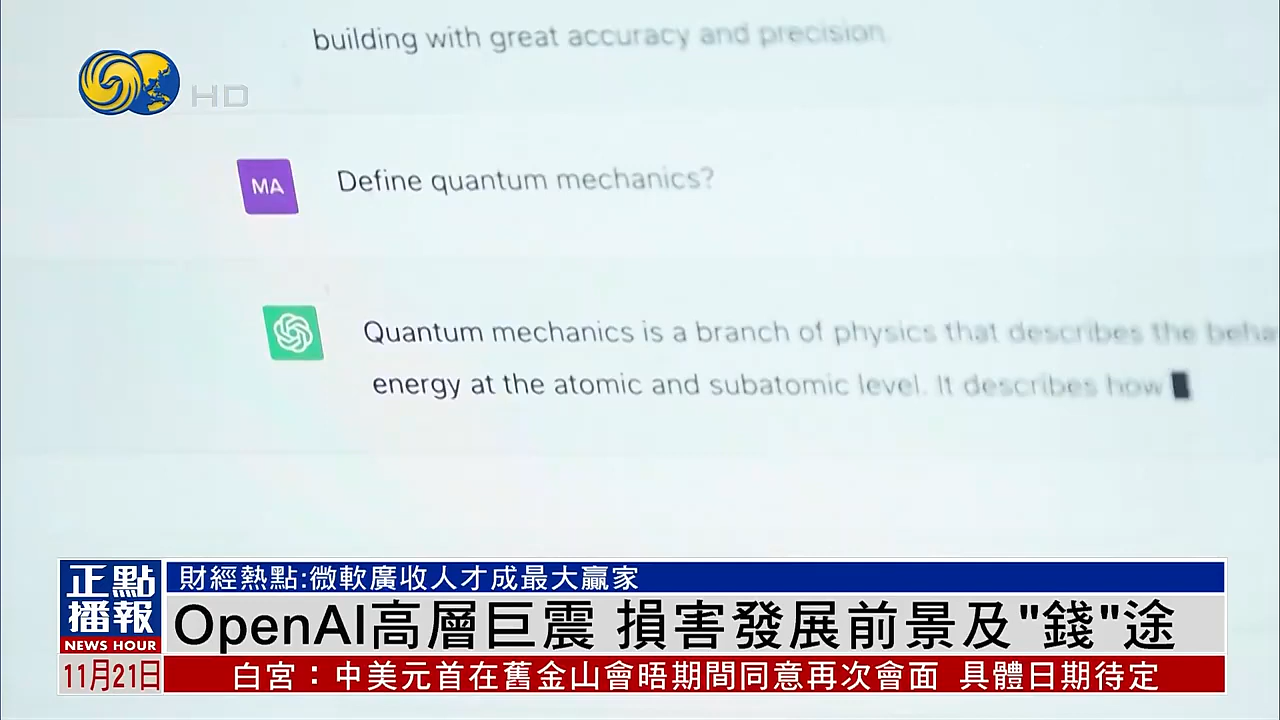 building with great accuracy and precision
HD
MA
Define quantum mechanics?
Quantum mechanics is a branch of physics that describes the beha
energy at the atomic and subatomic level. It describes how
正點
播報
NEWS HOUR
財經熱點:微軟廣收人才成最大贏家
OpenAI高層巨震 損害發展前景及"錢"途
11月21日
白宮：中美元首在舊金山會晤期間同意再次會面 具體日期待定